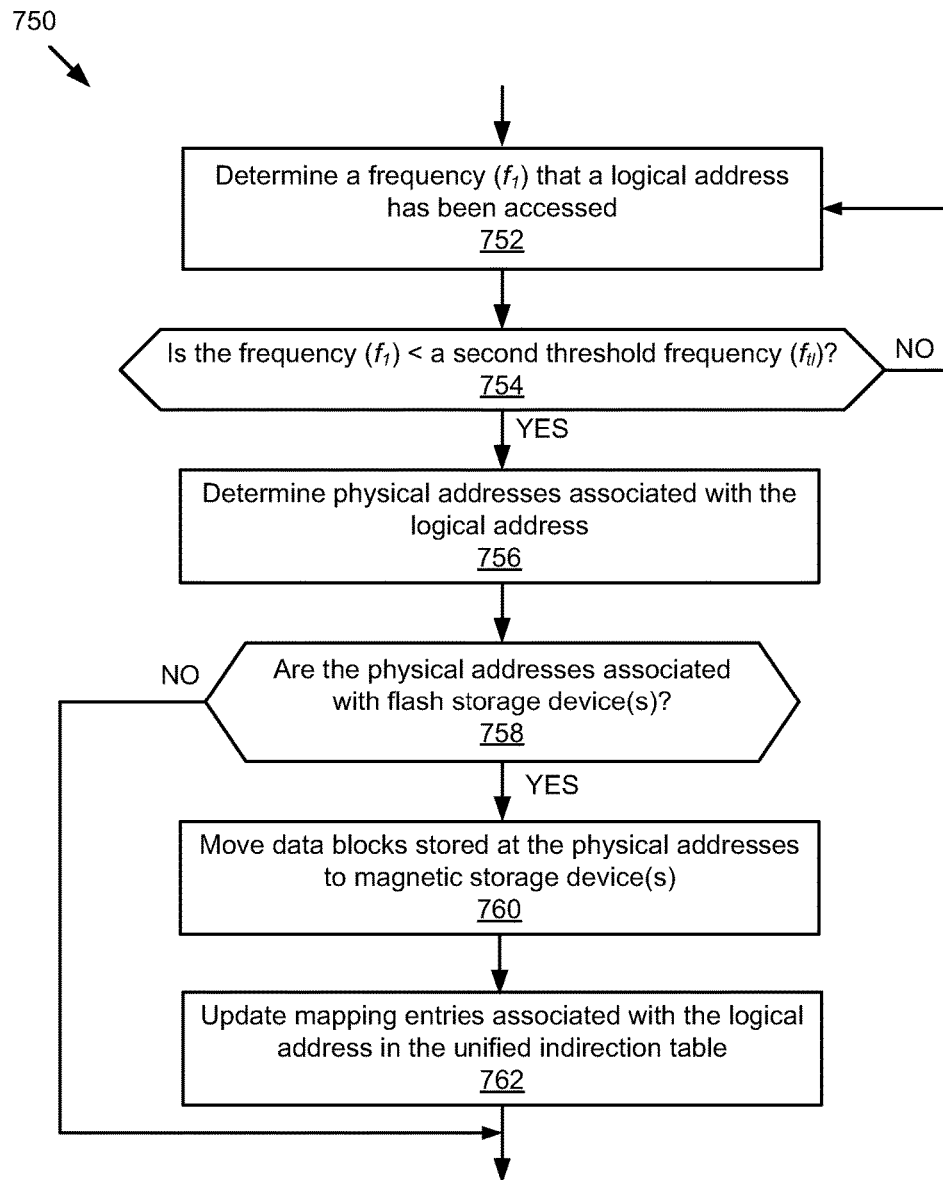 750
Determine a frequency (f1) that a logical address
has been accessed
752
Is the frequency (f1) < a second threshold frequency (ftl)?
NO
754
YES
Determine physical addresses associated with the
logical address
756
NO
Are the physical addresses associated
with flash storage device(s)?
758
YES
Move data blocks stored at the physical addresses
to magnetic storage device(s)
760
Update mapping entries associated with the logical
address in the unified indirection table
762